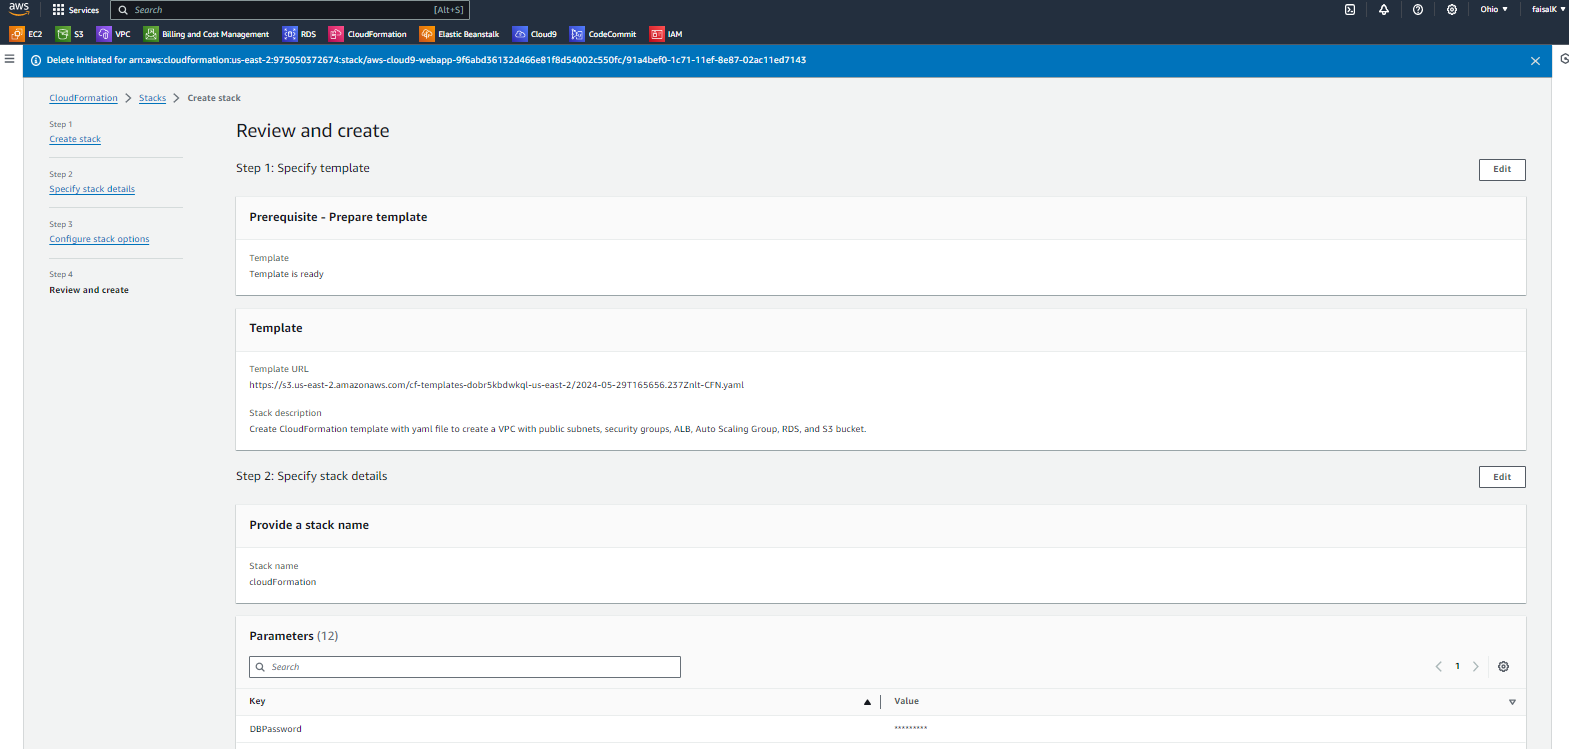 aws
Services
Search
[Alt+S]
Ohio ▼
faisalK ▼
EC2
S3
VPC
Billing and Cost Management
RDS
CloudFormation
Elastic Beanstalk
Cloud9
CodeCommit
IAM
Delete initiated for arn:aws:cloudformation:us-east-2:975050372674:stack/aws-cloud9-webapp-9f6abd36132d466e81f8d54002c550fc/91a4bef0-1c71-11ef-8e87-02ac11ed7143
CloudFormation > Stacks > Create stack
Step 1
Create stack
Step 2
Specify stack details
Step 3
Configure stack options
Step 4
Review and create
Review and create
Step 1: Specify template
Edit
Prerequisite - Prepare template
Template
Template is ready
Template
Template URL
https://s3.us-east-2.amazonaws.com/cf-templates-dobr5kbdwkql-us-east-2/2024-05-29T165656.237Znlt-CFN.yaml
Stack description
Create CloudFormation template with yaml file to create a VPC with public subnets, security groups, ALB, Auto Scaling Group, RDS, and S3 bucket.
Step 2: Specify stack details
Edit
Provide a stack name
Stack name
cloudFormation
Parameters (12)
Search
1
Key
Value
DBPassword
*********